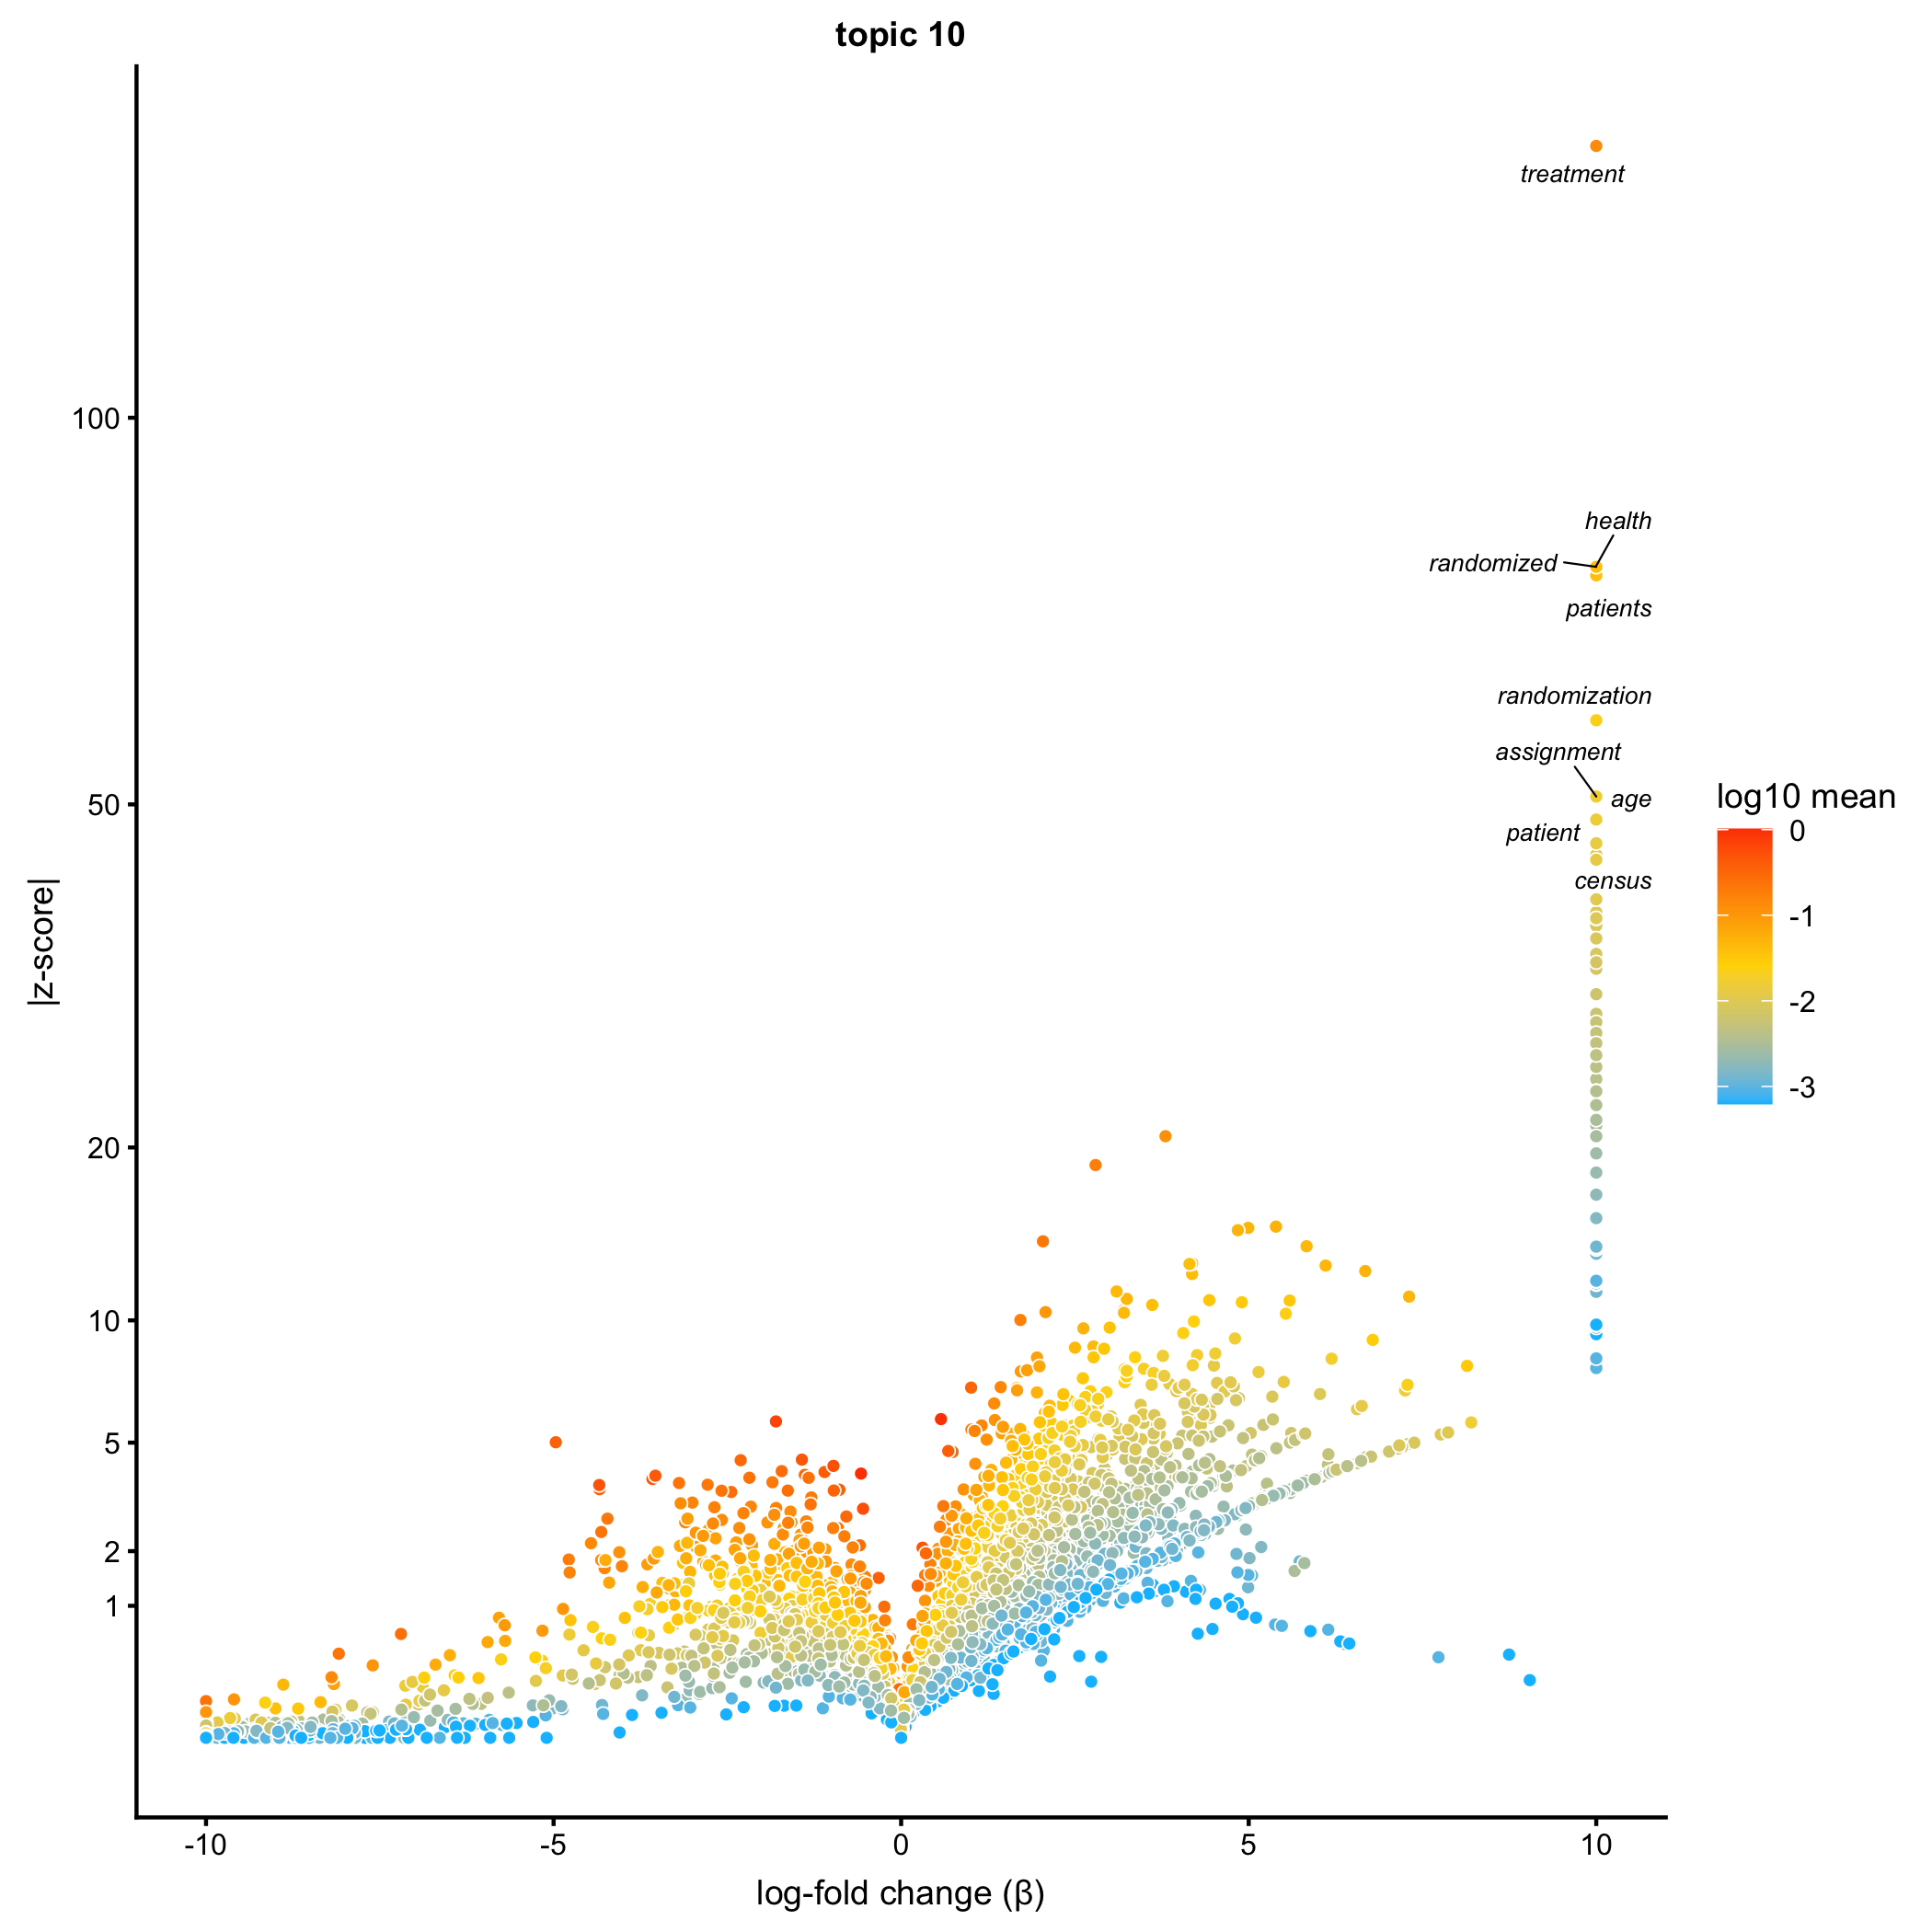 topic 10
treatment
100
health
randomized
patients
randomization
assignment
50
age
patient
census
log10 mean
0
-1
-2
-3
|z-score|
20
10
5
2
1
-10 -5 0 5 10
log-fold change (β)